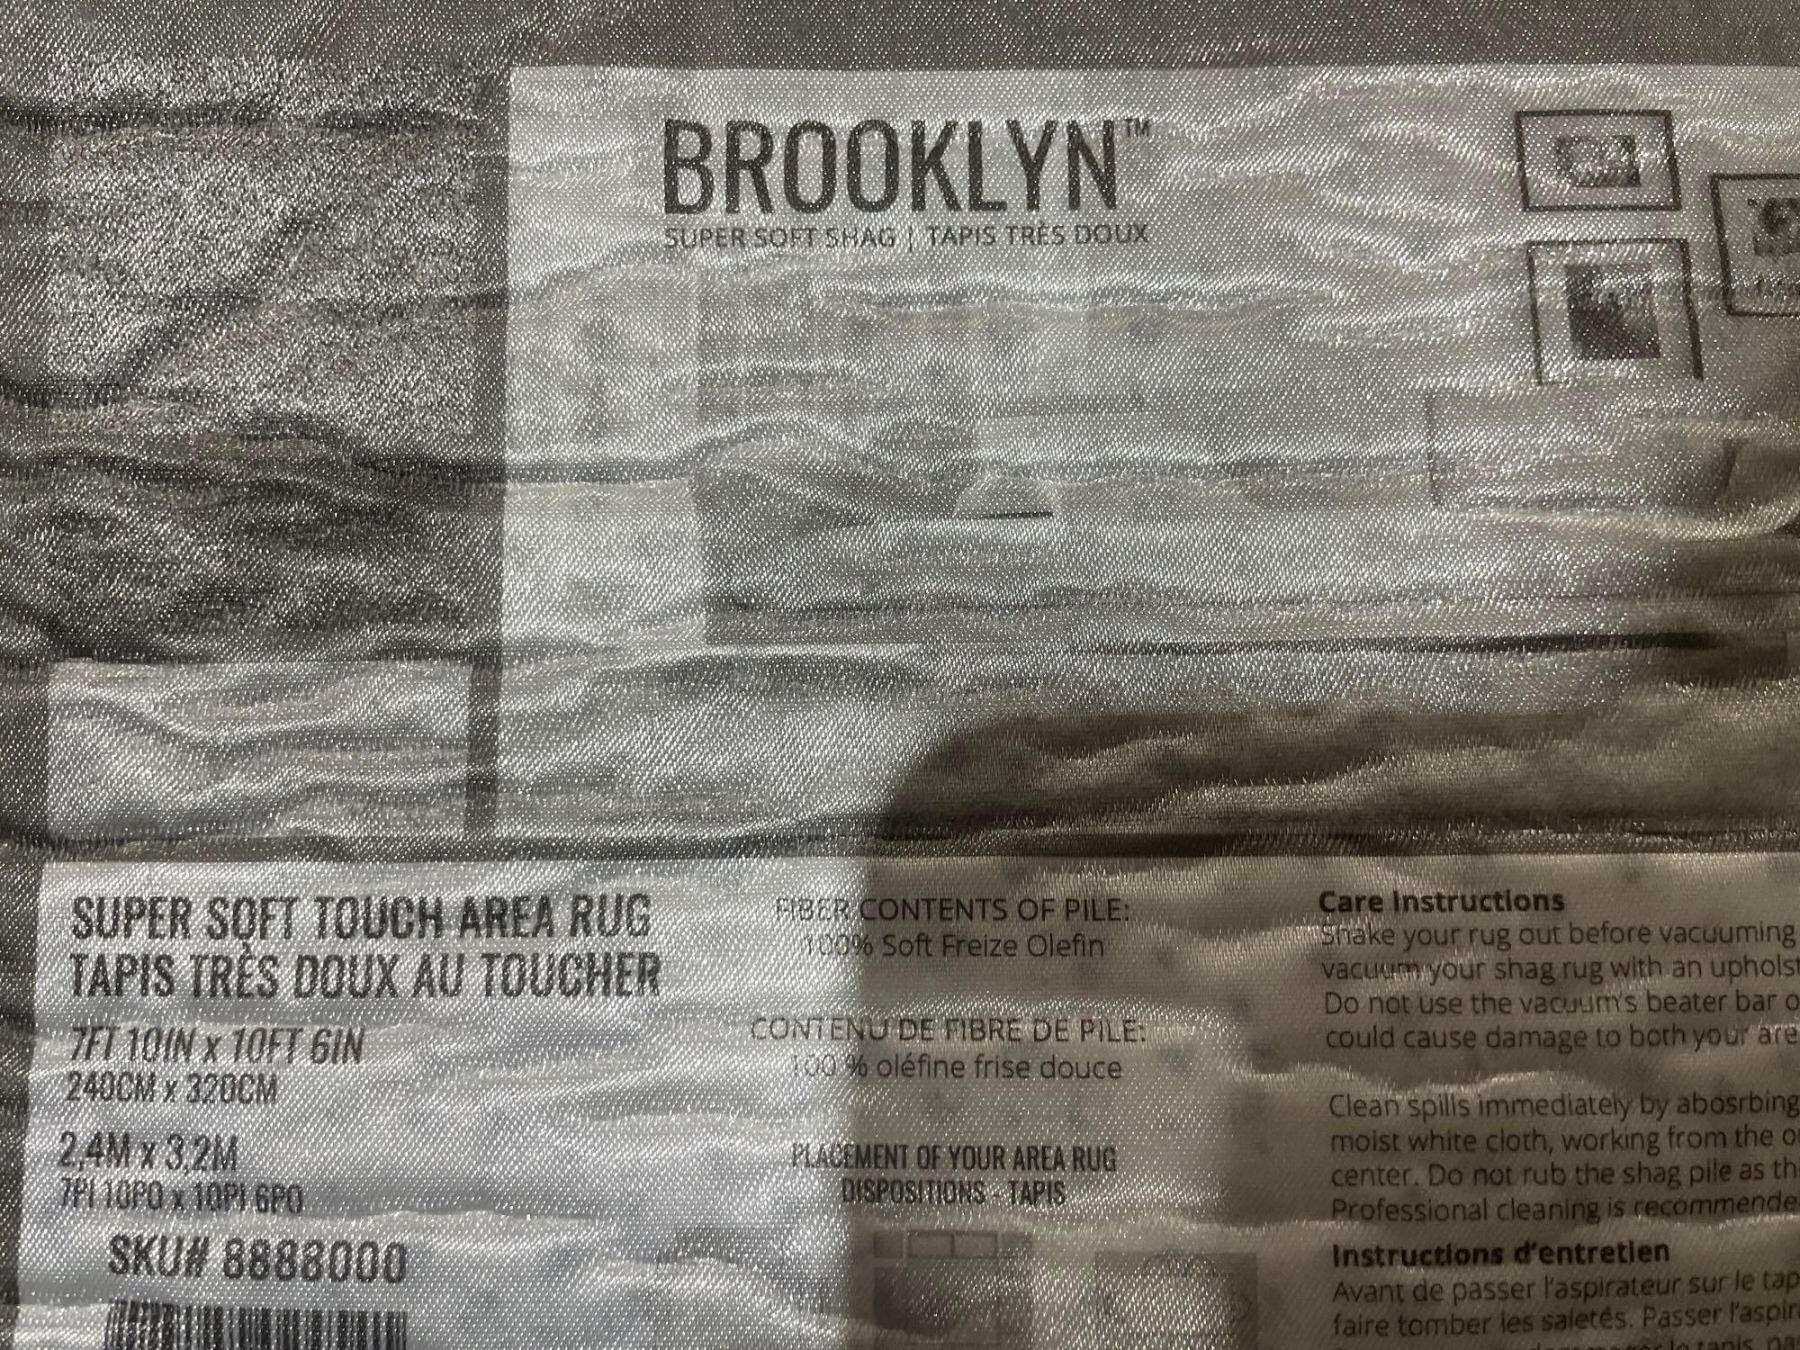 BROOKLYN™
SUPER SOFT SHAG | TAPIS TRÈS DOUX
SUPER SOFT TOUCH AREA RUG
TAPIS TRÈS DOUX AU TOUCHER
7FT 10IN x 10FT 6IN
240CM x 320CM
2,4M x 3,2M
7PI 10PO x 10PI 6PO
SKU# 8888000
FIBER CONTENTS OF PILE:
100% Soft Freize Olefin
CONTENU DE FIBRE DE PILE:
100 % oléfine frise douce
PLACEMENT OF YOUR AREA RUG
DISPOSITIONS - TAPIS
Care Instructions
Shake your rug out before vacuuming
vacuum your shag rug with an upholst
Do not use the vacuum's beater bar o
could cause damage to both your are
Clean spills immediately by abosrbing
moist white cloth, working from the o
center. Do not rub the shag pile as th
Professional cleaning is recommende
Instructions d'entretien
Avant de passer l'aspirateur sur le tap
faire tomber les saletés. Passer l'aspir